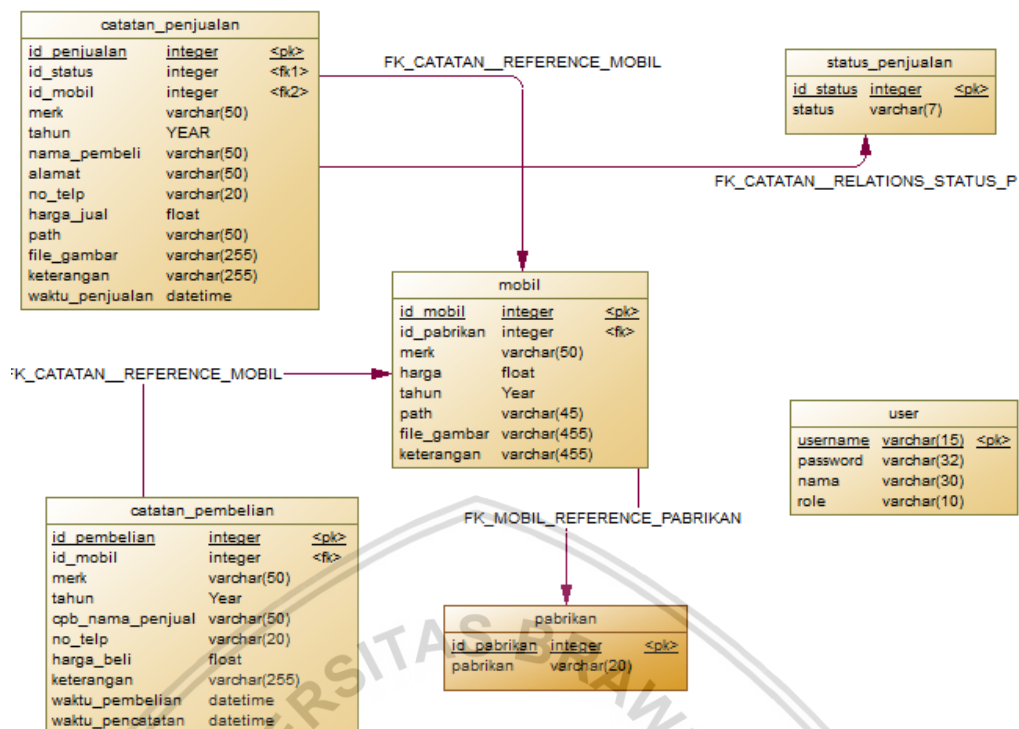 catatan_penjualan
id_penjualan integer <pk>
id_status integer <fk1>
id_mobil integer <fk2>
merk varchar(50)
tahun YEAR
nama_pembeli varchar(50)
alamat varchar(50)
no_telp varchar(20)
harga_jual float
path varchar(50)
file_gambar varchar(255)
keterangan varchar(255)
waktu_penjualan datetime
FK_CATATAN__REFERENCE_MOBIL
status_penjualan
id_status integer <pk>
status varchar(7)
FK_CATATAN__RELATIONS_STATUS_P
mobil
id_mobil integer <pk>
id_pabrikan integer <fk>
merk varchar(50)
harga float
tahun Year
path varchar(45)
file_gambar varchar(455)
keterangan varchar(455)
K_CATATAN__REFERENCE_MOBIL
user
username varchar(15) <pk>
password varchar(32)
nama varchar(30)
role varchar(10)
catatan_pembelian
id_pembelian integer <pk>
id_mobil integer <fk>
merk varchar(50)
tahun Year
cpb_nama_penjual varchar(50)
no_telp varchar(20)
harga_beli float
keterangan varchar(255)
waktu_pembelian datetime
waktu_pencatatan datetime
FK_MOBIL_REFERENCE_PABRIKAN
pabrikan
id_pabrikan integer <pk>
pabrikan varchar(20)
ERSITAS BRAW